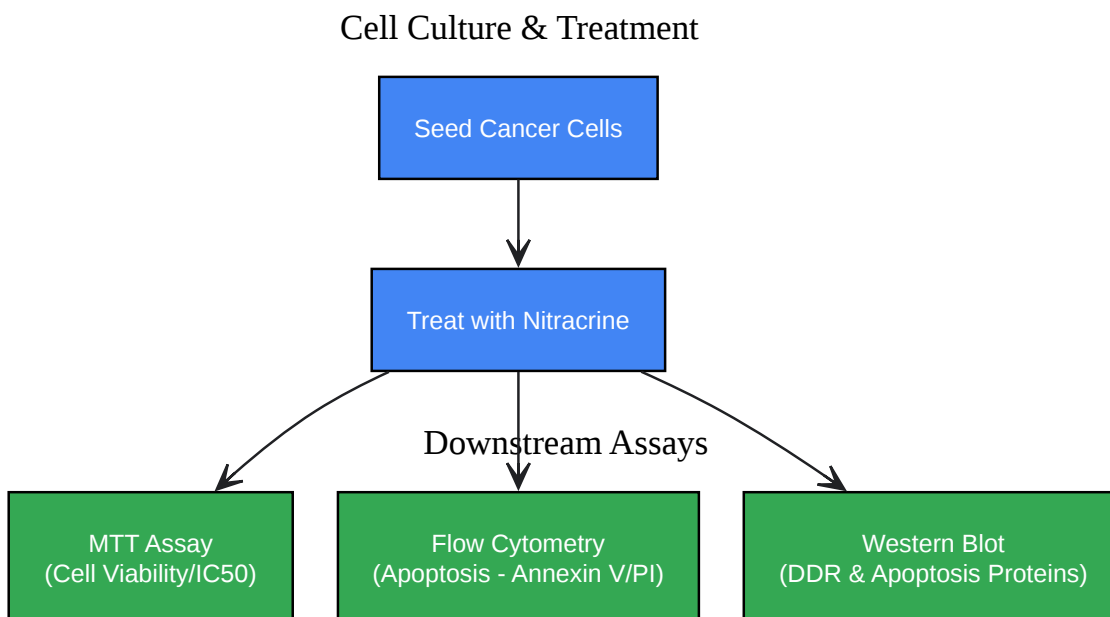 Cell Culture & Treatment
Seed Cancer Cells
Treat with Nitracrine
Downstream Assays
MTT Assay
(Cell Viability/IC50)
Flow Cytometry
(Apoptosis - Annexin V/PI)
Western Blot
(DDR & Apoptosis Proteins)